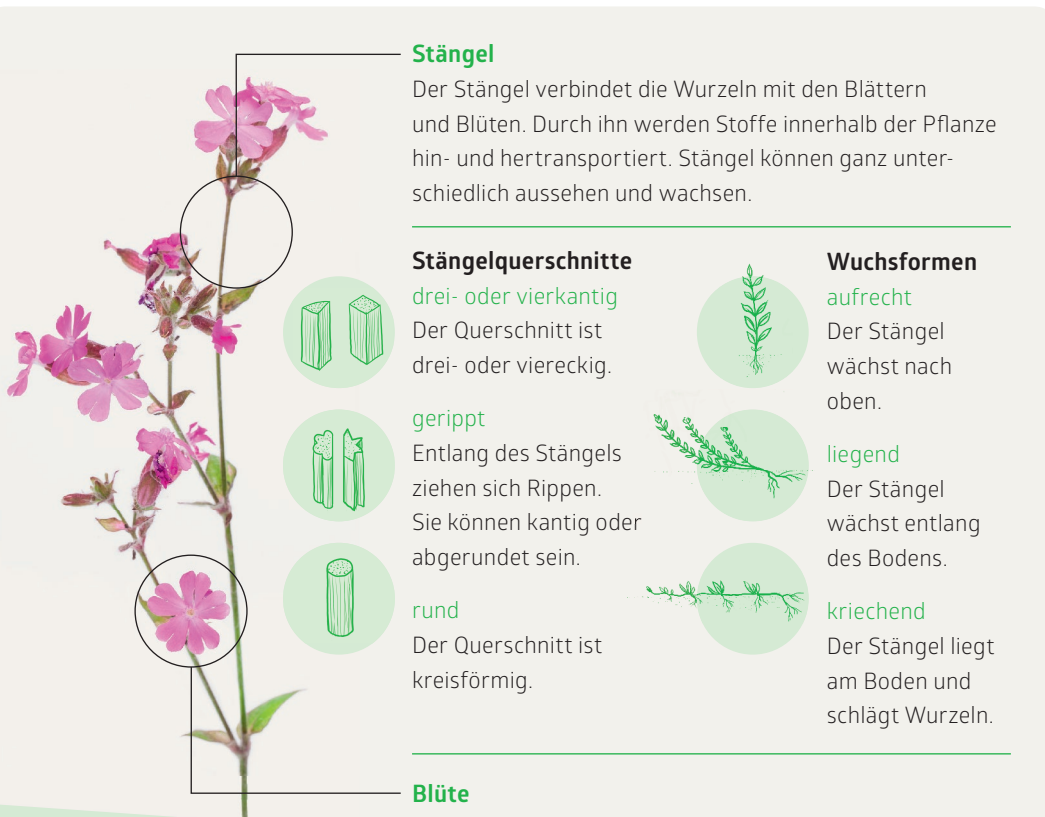 Stängel
Der Stängel verbindet die Wurzeln mit den Blättern
und Blüten. Durch ihn werden Stoffe innerhalb der Pflanze
hin- und hertransportiert. Stängel können ganz unter-
schiedlich aussehen und wachsen.
Stängelquerschnitte
drei- oder vierkantig
Der Querschnitt ist
drei- oder viereckig.
gerippt
Entlang des Stängels
ziehen sich Rippen.
Sie können kantig oder
abgerundet sein.
rund
Der Querschnitt ist
kreisförmig.
Wuchsformen
aufrecht
Der Stängel
wächst nach
oben.
liegend
Der Stängel
wächst entlang
des Bodens.
kriechend
Der Stängel liegt
am Boden und
schlägt Wurzeln.
Blüte